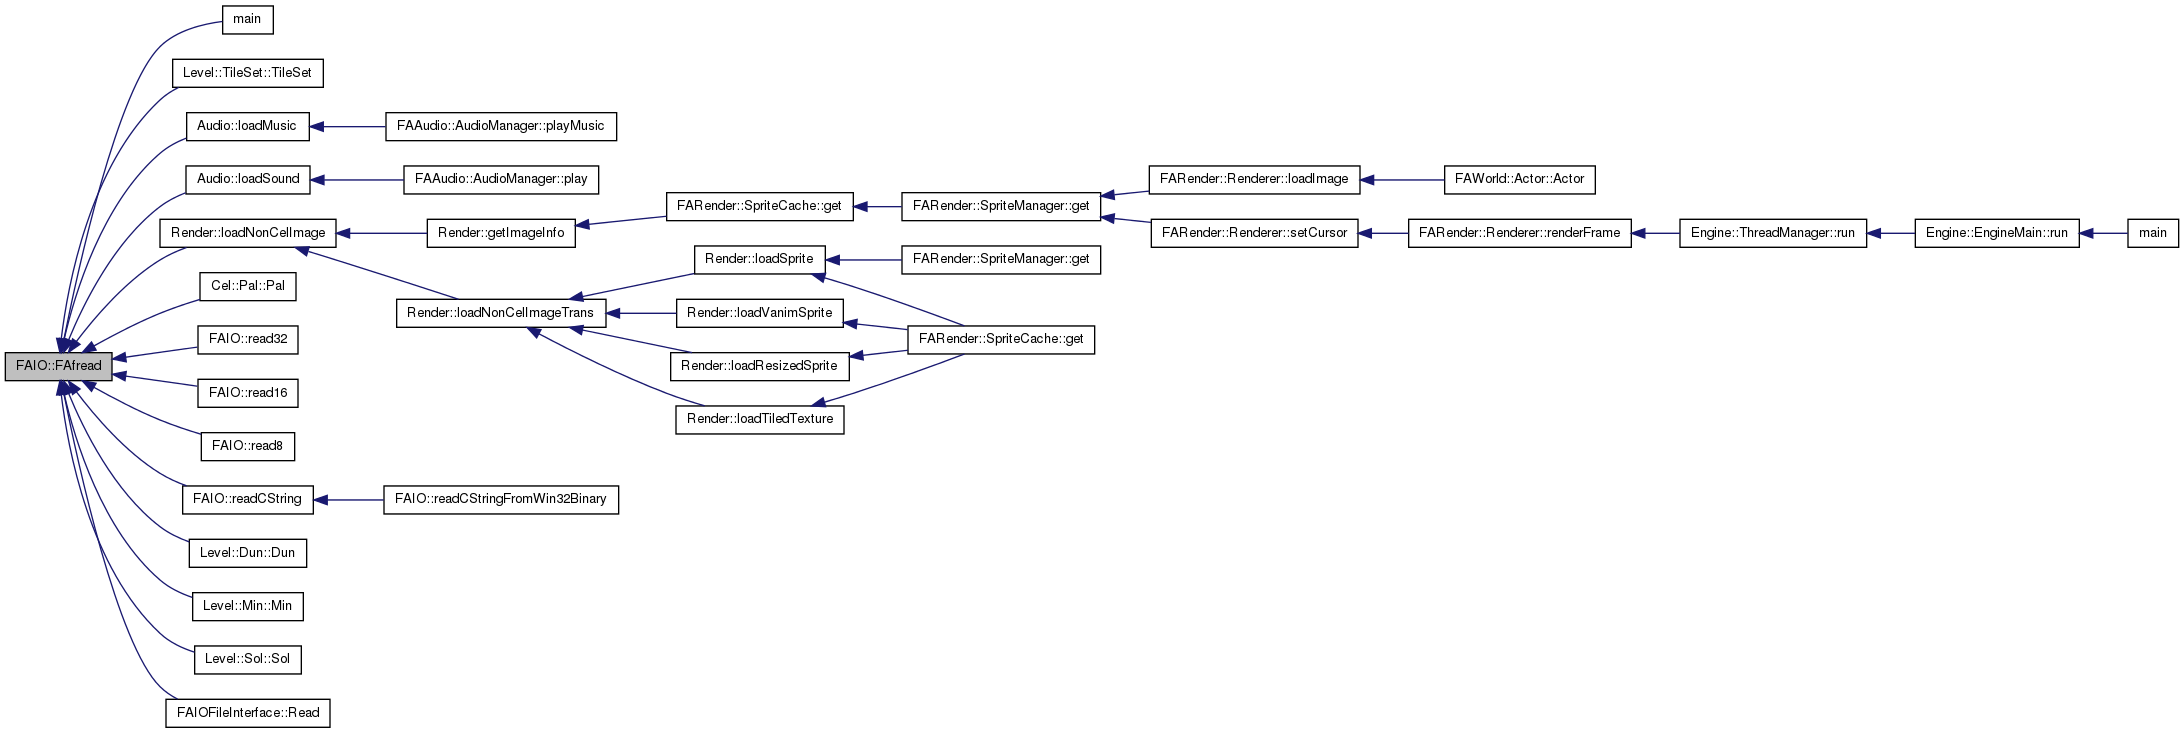 main
Level::TileSet::TileSet
Audio::loadMusic
FAAudio::AudioManager::playMusic
Audio::loadSound
FAAudio::AudioManager::play
FARender::Renderer::loadImage
FAWorld::Actor::Actor
FARender::SpriteCache::get
FARender::SpriteManager::get
Render::loadNonCelImage
Render::getImageInfo
FARender::Renderer::setCursor
FARender::Renderer::renderFrame
Engine::ThreadManager::run
Engine::EngineMain::run
main
Render::loadSprite
FARender::SpriteManager::get
Cel::Pal::Pal
Render::loadNonCelImageTrans
Render::loadVanimSprite
FAIO::read32
FARender::SpriteCache::get
FAIO::FAfread
Render::loadResizedSprite
FAIO::read16
Render::loadTiledTexture
FAIO::read8
FAIO::readCString
FAIO::readCStringFromWin32Binary
Level::Dun::Dun
Level::Min::Min
Level::Sol::Sol
FAIOFileInterface::Read